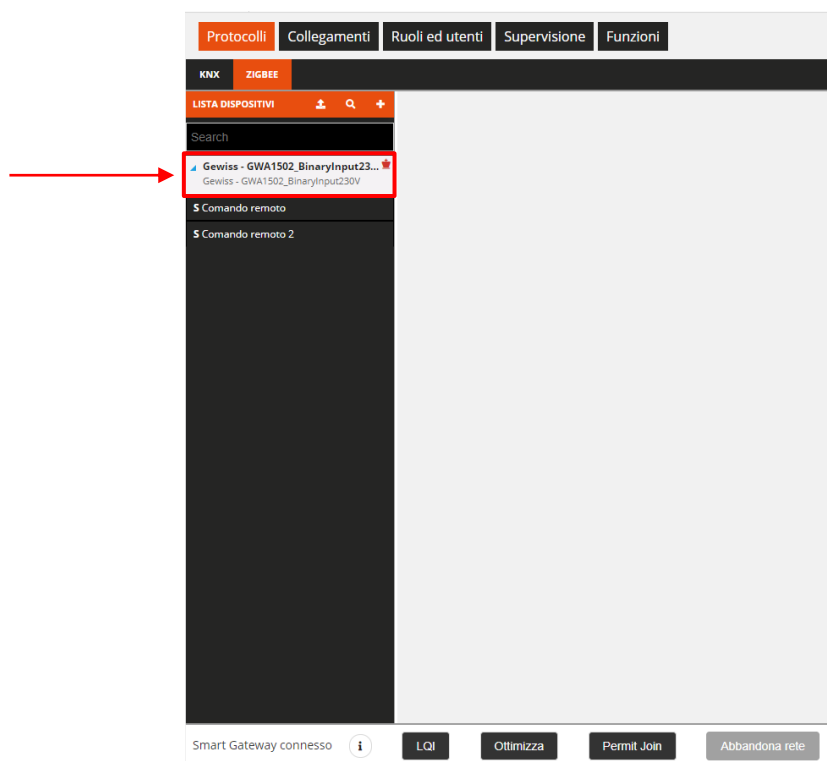 Protocolli Collegamenti Ruoli ed utenti Supervisione Funzioni
KNX ZIGBEE
LISTA DISPOSITIVI
Search
Gewiss - GWA1502_BinaryInput23...
Gewiss - GWA1502_BinaryInput230V
S Comando remoto
S Comando remoto 2
Smart Gateway connesso i LQI Ottimizza Permit Join Abbandona rete